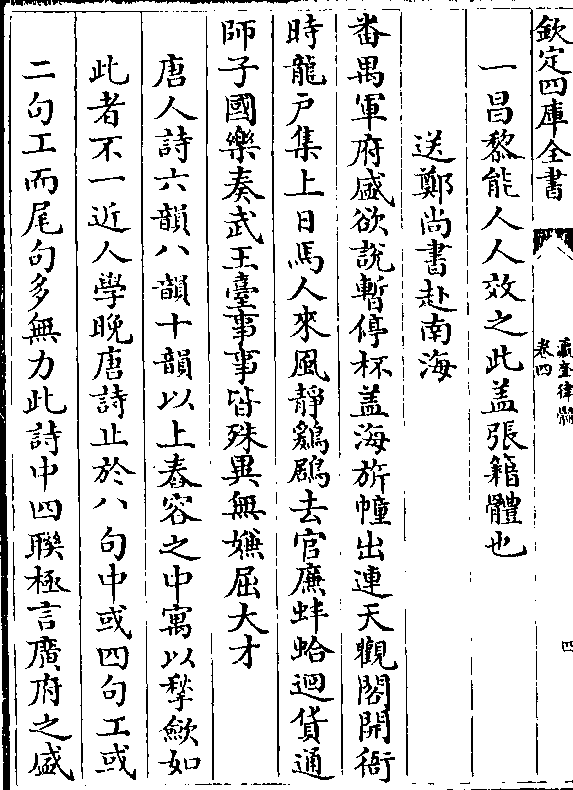 欽定四庫全書
瀛奎律髓
卷四
四
一昌黎能人人效之此盖張籍體也
送鄭尚書赴南海
番禺軍府盛欲說暫停杯盖海旂幢出連天觀閣開衙
時龍戸集上日馬人來風靜鷄鶋去官廉蚌蛤迴貨通
師子國樂奏武王臺事事皆殊異無嫌屈大才
唐人詩六韻八韻十韻以上舂容之中寓以擎歛如
此者不一近人學晚唐詩止於八句中或四句工或
二句工而尾句多無力此詩中四聯極言廣府之盛